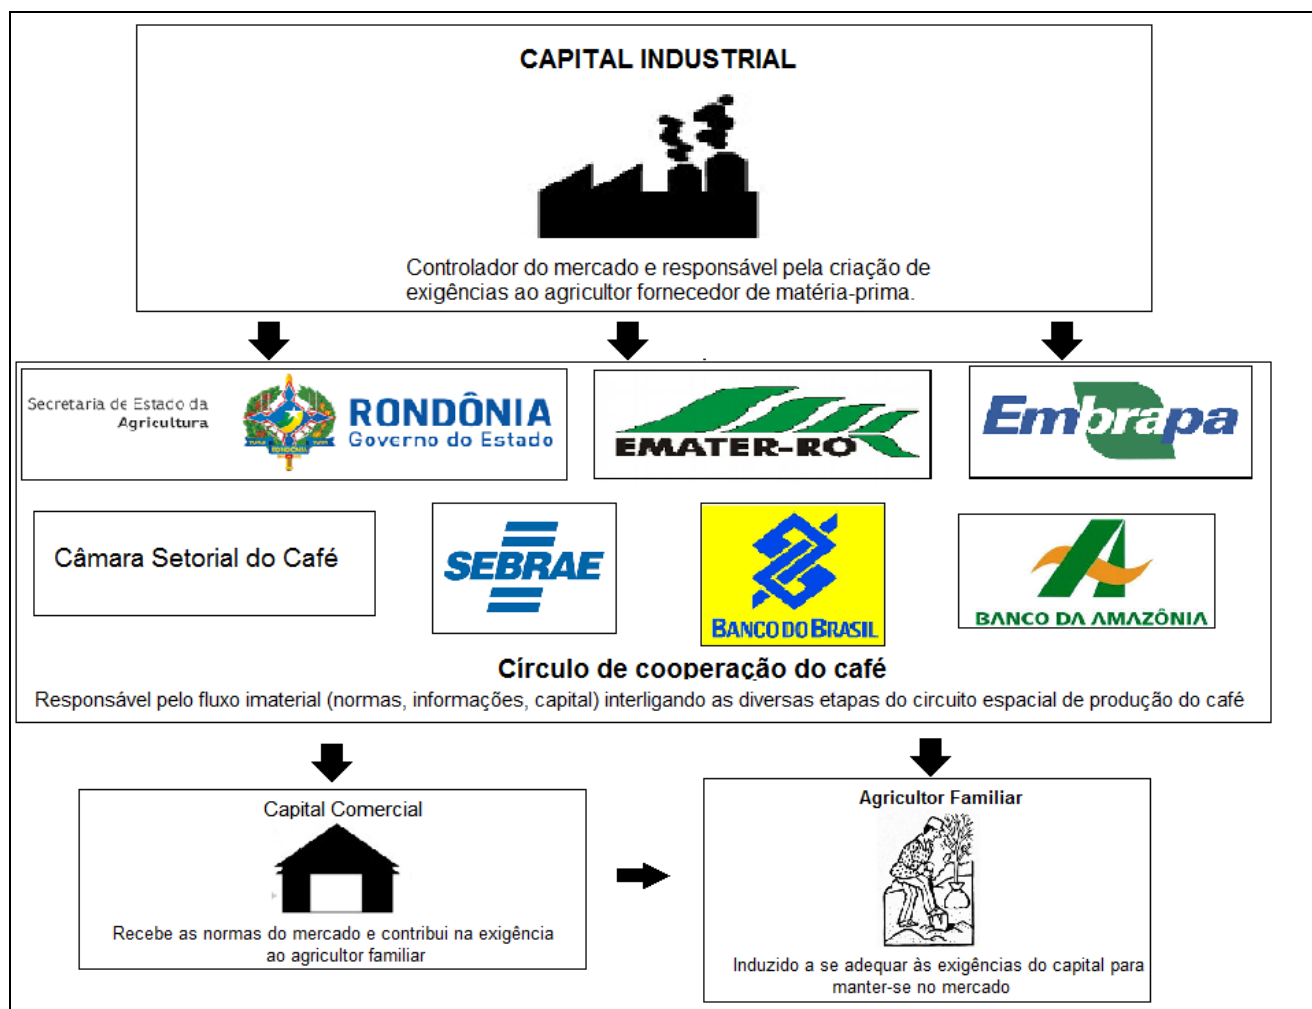 CAPITAL INDUSTRIAL
Controlador do mercado e responsável pela criação de
exigências ao agricultor fornecedor de matéria-prima.
Secretaria de Estado da
Agricultura
RONDÔNIA
RONDÔNIA
Governo do Estado
EMATER-RO
Embrapa
Câmara Setorial do Café
SEBRAE
BANCO DO BRASIL
BANCO DA AMAZÔNIA
Círculo de cooperação do café
Responsável pelo fluxo imaterial (normas, informações, capital) interligando as diversas etapas do circuito espacial de produção do café
Capital Comercial
Recebe as normas do mercado e contribui na exigência
ao agricultor familiar
Agricultor Familiar
Induzido a se adequar às exigências do capital para
manter-se no mercado